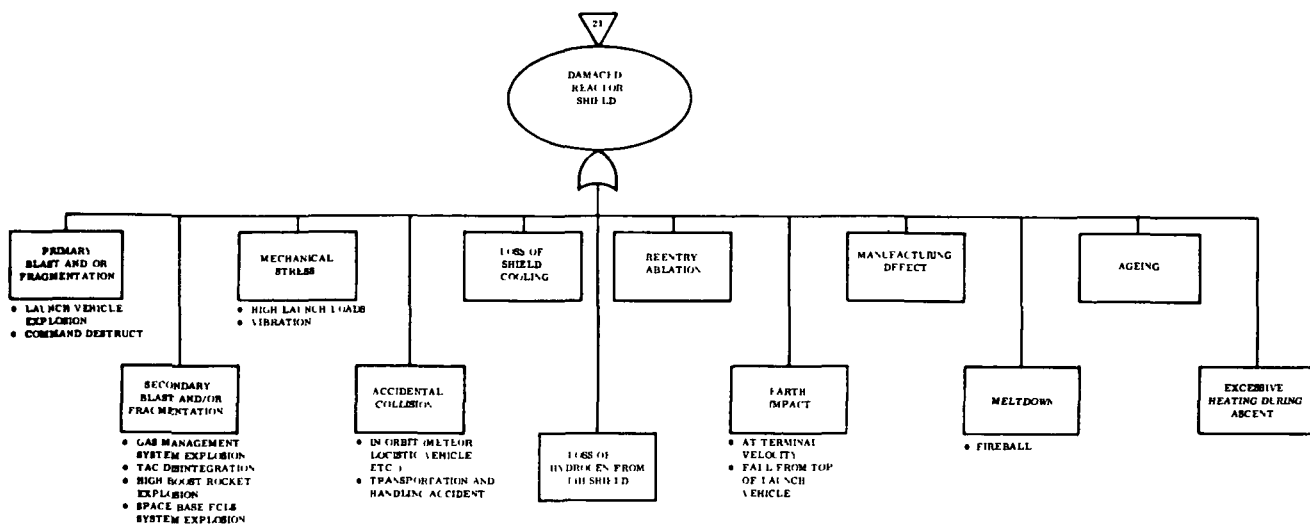 21
DAMAGED
REACTOR
SHIELD
PRIMARY
BLAST AND OR
FRAGMENTATION
• LAUNCH VEHICLE
EXPLOSION
• COMMAND DESTRUCT
MECHANICAL
STRESS
• HIGH LAUNCH LOADS
• VIBRATION
LOSS OF
SHIELD
COOLING
REENTRY
ABLATION
MANUFACTURING
DEFECT
AGEING
SECONDARY
BLAST AND/OR
FRAGMENTATION
• GAS MANAGEMENT
SYSTEM EXPLOSION
• TAC DISINTEGRATION
• HIGH BOOST ROCKET
EXPLOSION
• SPACE BASE ECLS
SYSTEM EXPLOSION
ACCIDENTAL
COLLISION
• IN ORBIT (METEOR
LOGISTIC VEHICLE
ETC.)
• TRANSPORTATION AND
HANDLING ACCIDENT
LOSS OF
HYDROGEN FROM
LiH SHIELD
EARTH
IMPACT
• AT TERMINAL
VELOCITY
• FALL FROM TOP
OF LAUNCH
VEHICLE
MELTDOWN
• FIREBALL
EXCESSIVE
HEATING DURING
ASCENT